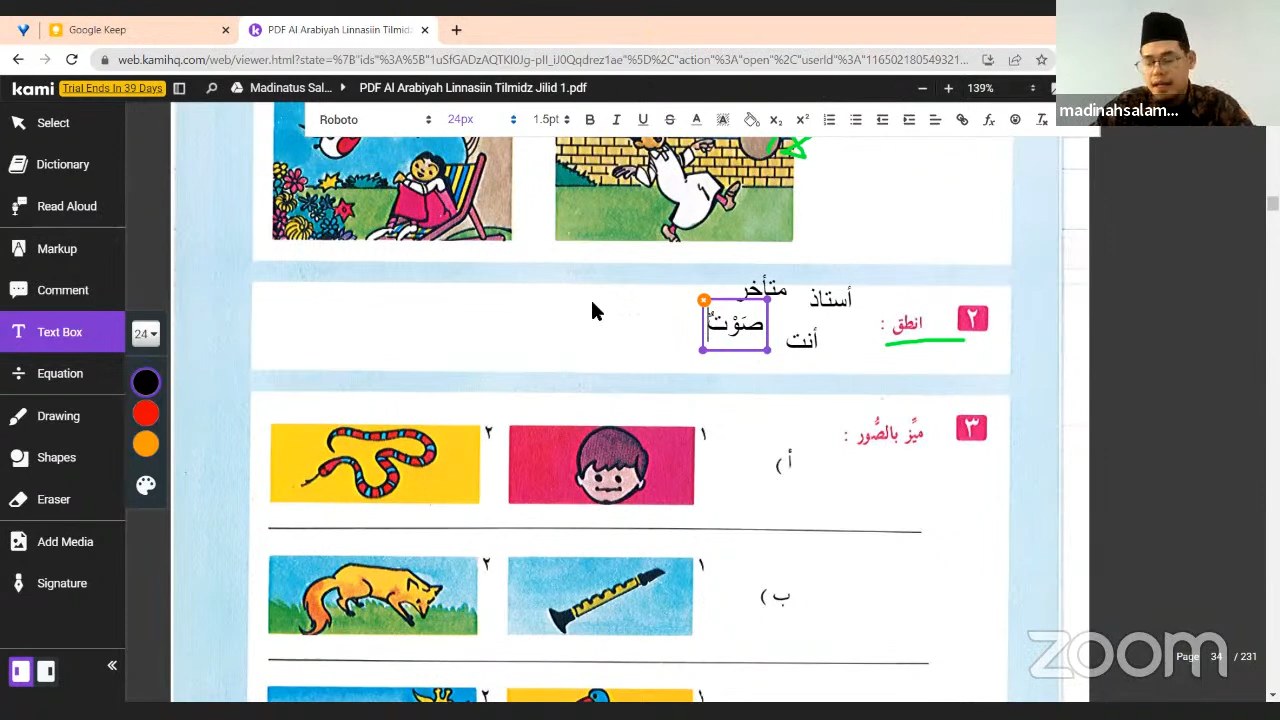 Google Keep
PDF Al Arabiyah Linnasiin Tilmidz
web.kamihq.ca/web/viewer.html?state=%7B"ids"%3A%5B"1uSfGADzAQTKI0Jg-pIl_iJ0Qqdrez1ae"%5D%2C"action"%3A"open"%2C"userId"%3A"116502180549321...
kami
Trial Ends In 39 Days
Madinatus Sal...
PDF Al Arabiyah Linnasiin Tilmidz Jilid 1.pdf
139%
madinahsalam...
Roboto
24px
1.5pt
Select
Dictionary
Read Aloud
Markup
Comment
Text Box
24
Equation
Drawing
Shapes
Eraser
Add Media
Signature
٢ انطق :
أستاذ
متأخر
أنت
صَوْتٌ
٣ ميِّز بالصُّور :
أ )
١
٢
ب )
١
٢
١
٢
zoom
Page 34 / 231